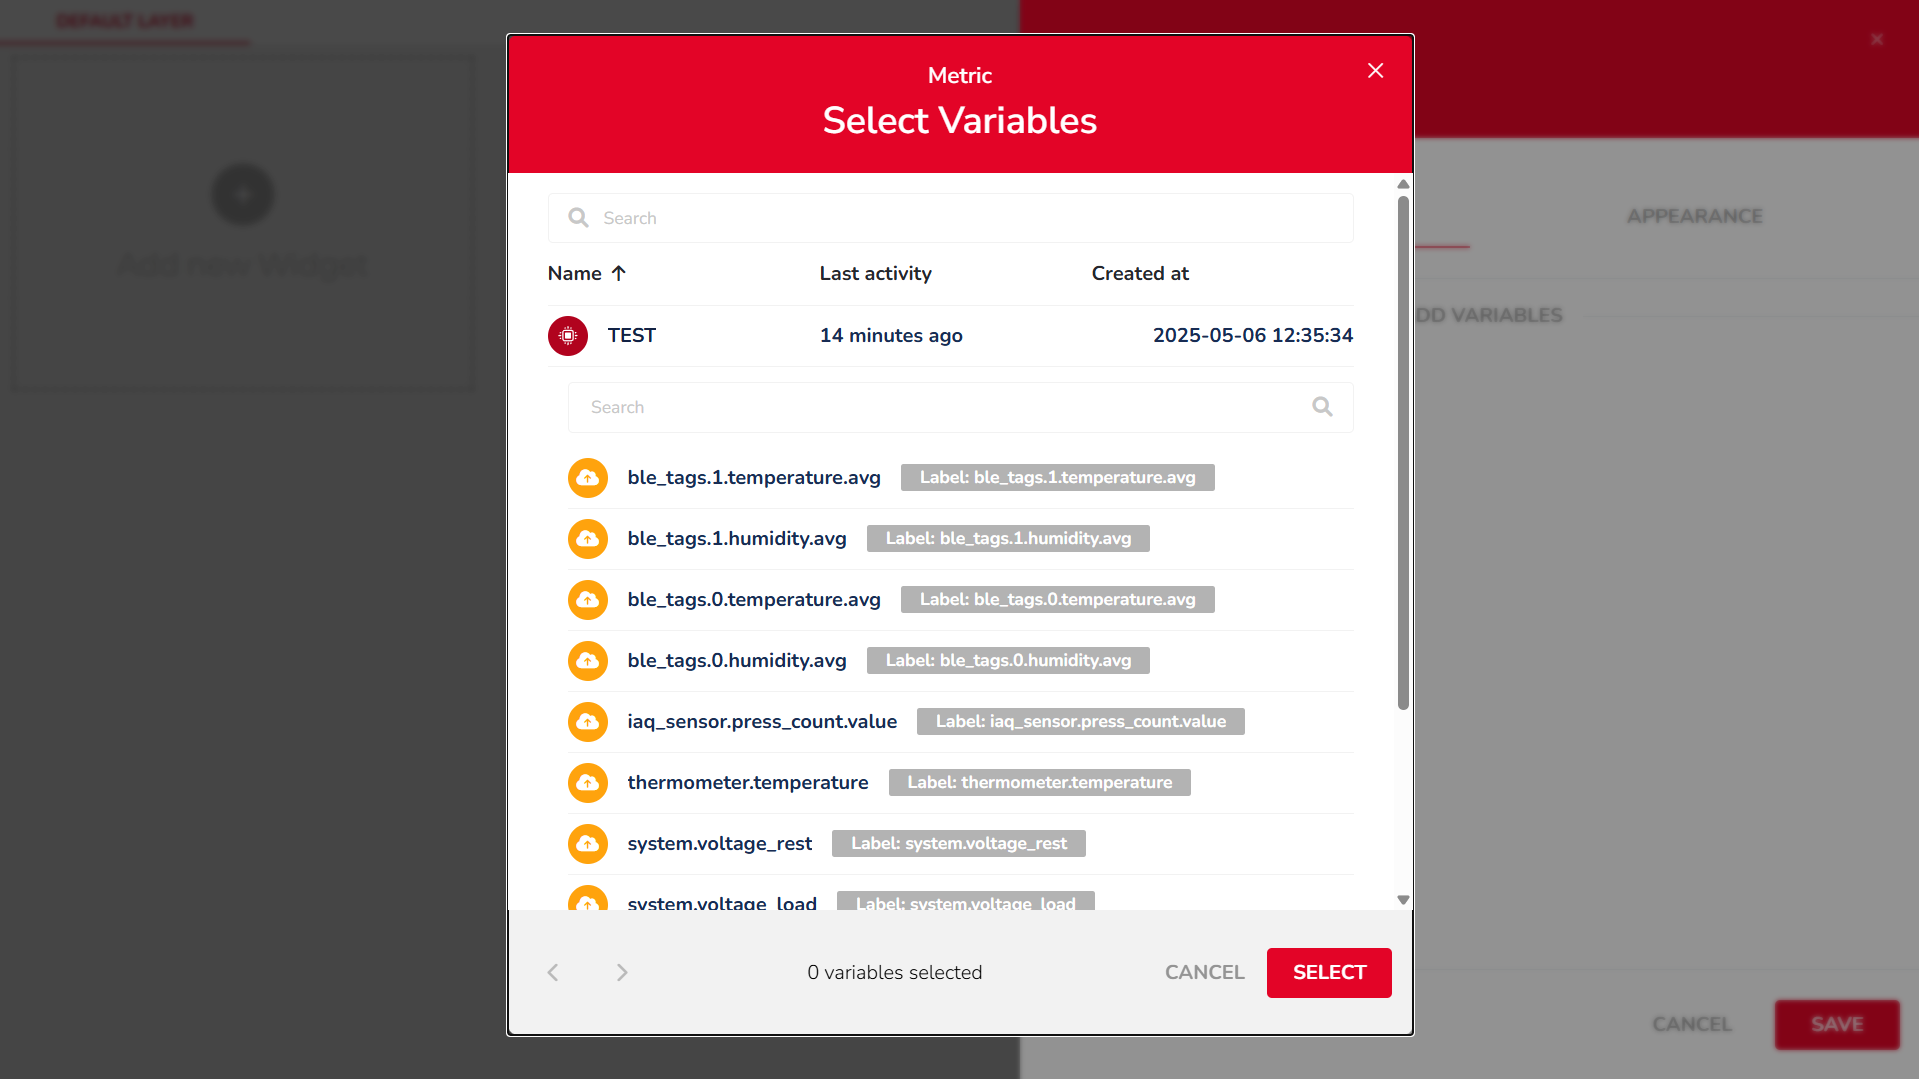 DEFAULT LAYER
Add new Widget
Metric
Select Variables
Search
Name Last activity Created at
TEST 14 minutes ago 2025-05-06 12:35:34
Search
ble_tags.1.temperature.avg Label: ble_tags.1.temperature.avg
ble_tags.1.humidity.avg Label: ble_tags.1.humidity.avg
ble_tags.0.temperature.avg Label: ble_tags.0.temperature.avg
ble_tags.0.humidity.avg Label: ble_tags.0.humidity.avg
iaq_sensor.press_count.value Label: iaq_sensor.press_count.value
thermometer.temperature Label: thermometer.temperature
system.voltage_rest Label: system.voltage_rest
system.voltage_load Label: system.voltage_load
0 variables selected CANCEL SELECT
APPEARANCE
DD VARIABLES
CANCEL SAVE